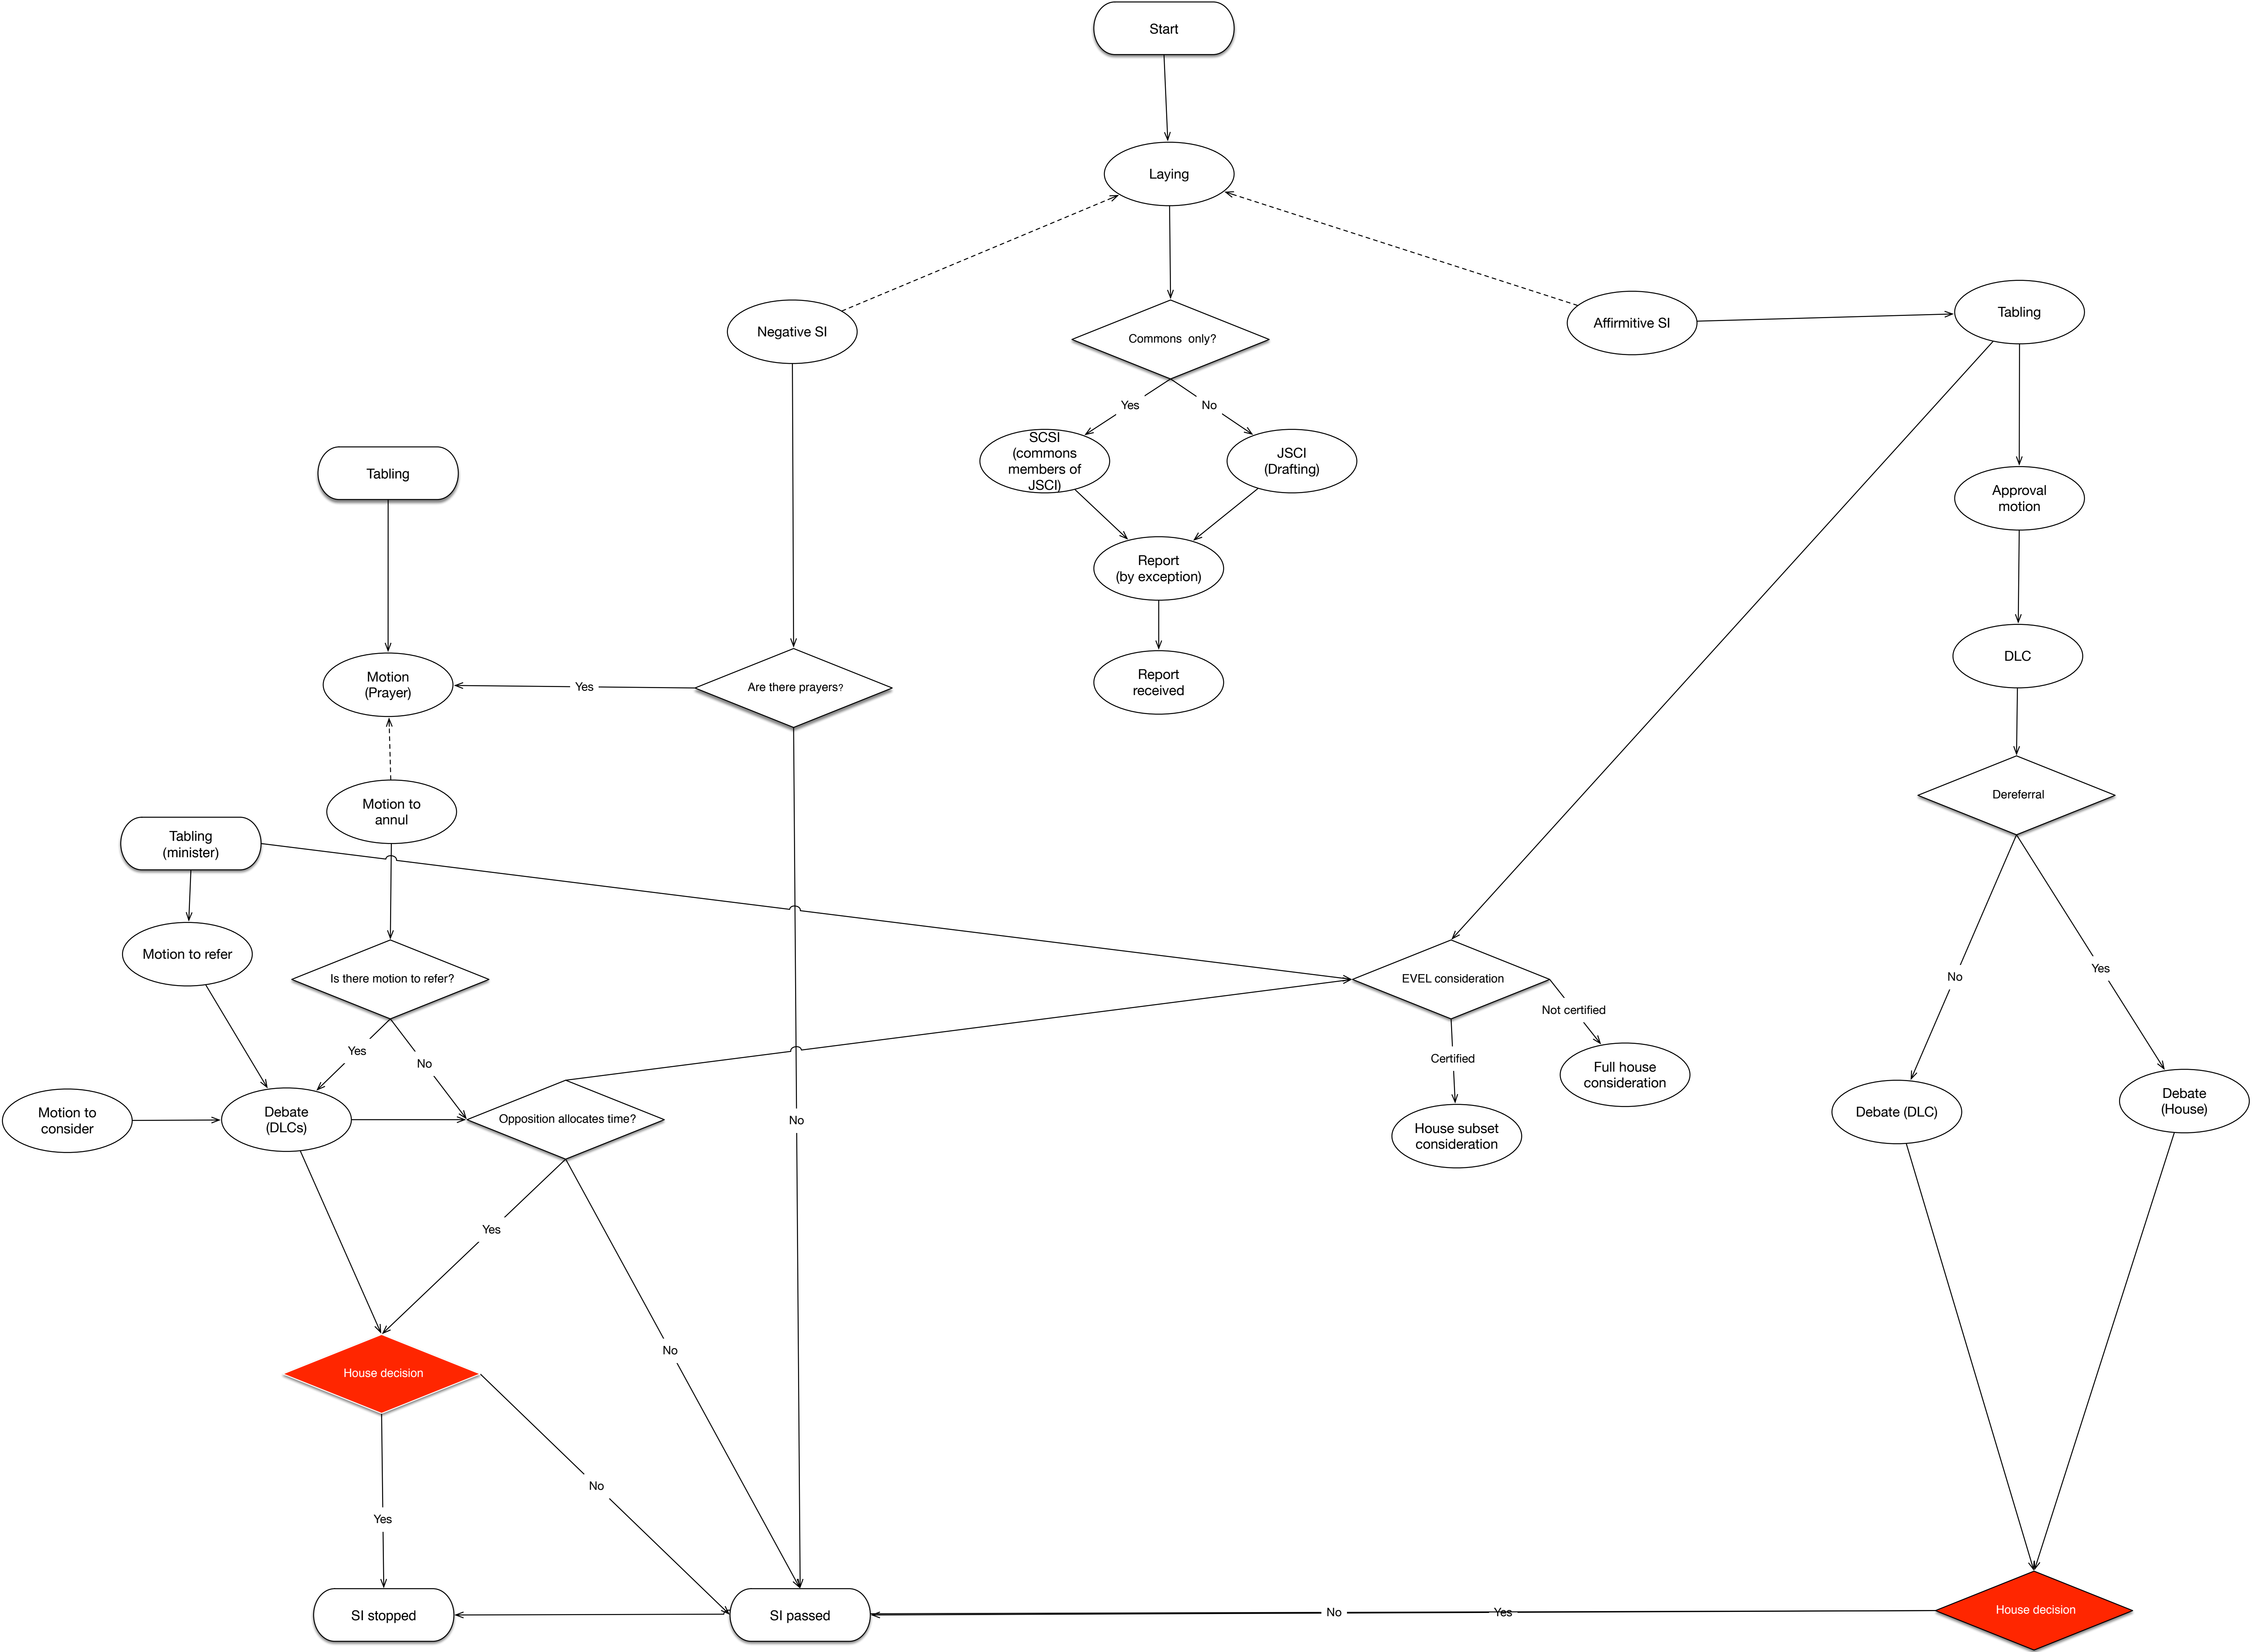 Start
Laying
Negative SI
Commons only?
Affirmitive SI
Tabling
Yes
No
SCSI
(commons
members of
JSCI)
JSCI
(Drafting)
Tabling
Approval
motion
Report
(by exception)
DLC
Motion
(Prayer)
Yes
Are there prayers?
Report
received
Dereferral
Motion to
annul
Tabling
(minister)
Motion to refer
Is there motion to refer?
EVEL consideration
No
Yes
Not certified
Yes
No
Certified
Full house
consideration
Motion to
consider
Debate
(DLCs)
Opposition allocates time?
No
House subset
consideration
Debate (DLC)
Debate
(House)
Yes
No
House decision
No
Yes
SI stopped
SI passed
No
Yes
House decision